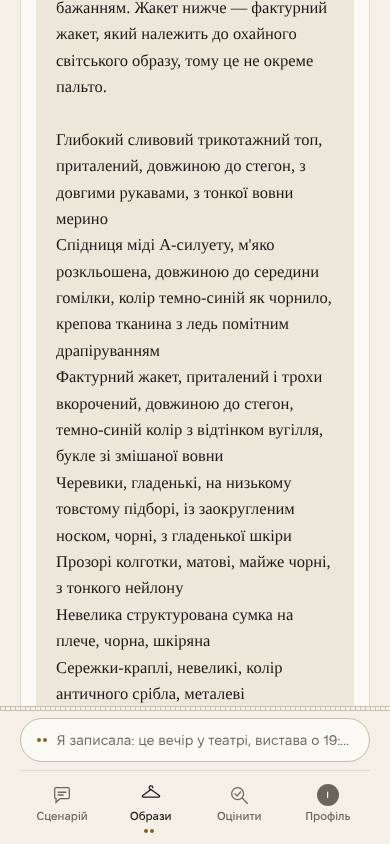 бажанням. Жакет нижче — фактурний
жакет, який належить до охайного
світського образу, тому це не окреме
пальто.
Глибокий сливовий трикотажний топ,
приталений, довжиною до стегон, з
довгими рукавами, з тонкої вовни
мерино
Спідниця міді А-силуету, м'яко
розкльошена, довжиною до середини
гомілки, колір темно-синій як чорнило,
крепова тканина з ледь помітним
драпіруванням
Фактурний жакет, приталений і трохи
вкорочений, довжиною до стегон,
темно-синій колір з відтінком вугілля,
букле зі змішаної вовни
Черевики, гладенькі, на низькому
товстому підборі, із заокругленим
носком, чорні, з гладенької шкіри
Прозорі колготки, матові, майже чорні,
з тонкого нейлону
Невелика структурована сумка на
плече, чорна, шкіряна
Сережки-краплі, невеликі, колір
античного срібла, металеві
Я записала: це вечір у театрі, вистава о 19:...
Сценарій
Образи
Оцінити
І
Профіль